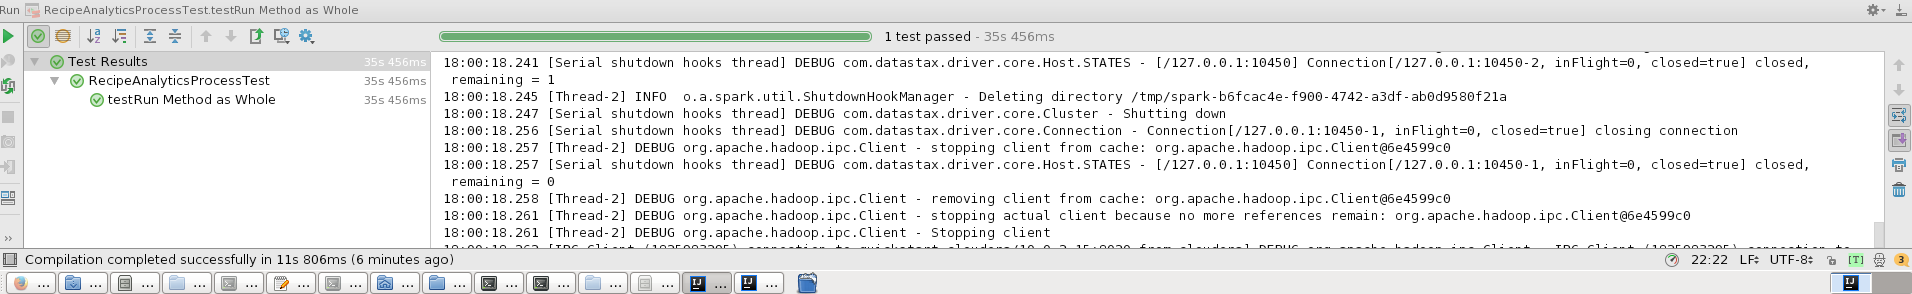 Run RecipeAnalyticsProcessTest.testRun Method as Whole
1 test passed - 35s 456ms
Test Results 35s 456ms
RecipeAnalyticsProcessTest 35s 456ms
testRun Method as Whole 35s 456ms
18:00:18.241 [Serial shutdown hooks thread] DEBUG com.datastax.driver.core.Host.STATES - [/127.0.0.1:10450] Connection[/127.0.0.1:10450-2, inFlight=0, closed=true] closed,
remaining = 1
18:00:18.245 [Thread-2] INFO  o.a.spark.util.ShutdownHookManager - Deleting directory /tmp/spark-b6fcac4e-f900-4742-a3df-ab0d9580f21a
18:00:18.247 [Serial shutdown hooks thread] DEBUG com.datastax.driver.core.Cluster - Shutting down
18:00:18.256 [Serial shutdown hooks thread] DEBUG com.datastax.driver.core.Connection - Connection[/127.0.0.1:10450-1, inFlight=0, closed=true] closing connection
18:00:18.257 [Thread-2] DEBUG org.apache.hadoop.ipc.Client - stopping client from cache: org.apache.hadoop.ipc.Client@6e4599c0
18:00:18.257 [Serial shutdown hooks thread] DEBUG com.datastax.driver.core.Host.STATES - [/127.0.0.1:10450] Connection[/127.0.0.1:10450-1, inFlight=0, closed=true] closed,
remaining = 0
18:00:18.258 [Thread-2] DEBUG org.apache.hadoop.ipc.Client - removing client from cache: org.apache.hadoop.ipc.Client@6e4599c0
18:00:18.261 [Thread-2] DEBUG org.apache.hadoop.ipc.Client - stopping actual client because no more references remain: org.apache.hadoop.ipc.Client@6e4599c0
18:00:18.261 [Thread-2] DEBUG org.apache.hadoop.ipc.Client - Stopping client
Compilation completed successfully in 11s 806ms (6 minutes ago) 22:22 LF UTF-8 [T] 3
... ... ... ... ... ... ... ... ... ... ... ... ... ... ...